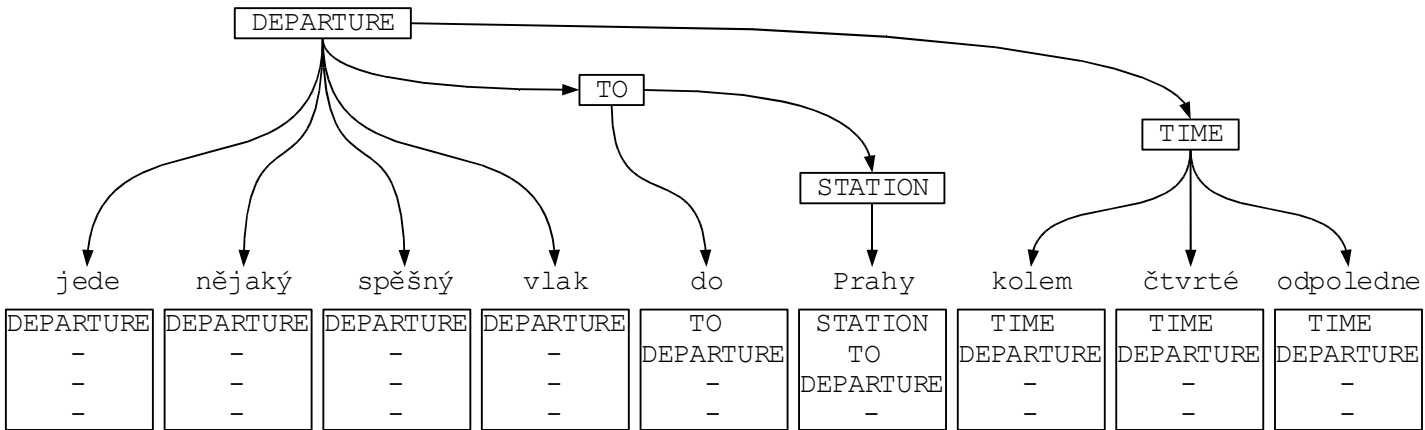 DEPARTURE
TO
TIME
STATION
jede nějaký spěšný vlak do Prahy kolem čtvrté odpoledne
DEPARTURE DEPARTURE DEPARTURE DEPARTURE TO STATION TIME TIME TIME
- - - - DEPARTURE TO DEPARTURE DEPARTURE DEPARTURE
- - - - - DEPARTURE - - -
- - - - - - - - -